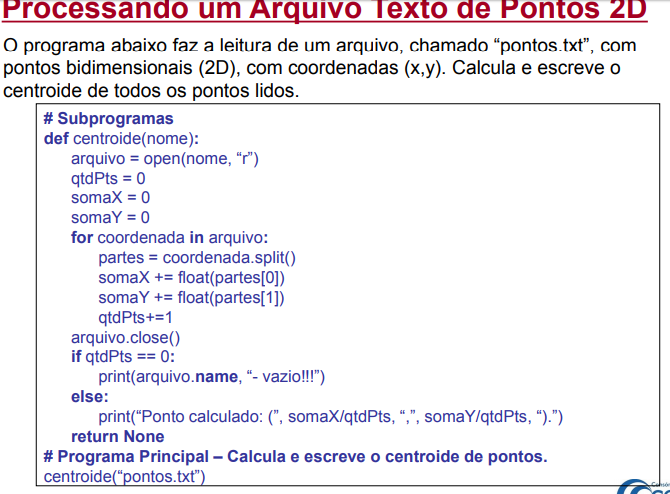 Processando um Arquivo Texto de Pontos 2D
O programa abaixo faz a leitura de um arquivo, chamado “pontos.txt”, com
pontos bidimensionais (2D), com coordenadas (x,y). Calcula e escreve o
centroide de todos os pontos lidos.
# Subprogramas
def centroide(nome):
arquivo = open(nome, “r”)
qtdPts = 0
somaX = 0
somaY = 0
for coordenada in arquivo:
partes = coordenada.split()
somaX += float(partes[0])
somaY += float(partes[1])
qtdPts+=1
arquivo.close()
if qtdPts == 0:
print(arquivo.name, “- vazio!!!”)
else:
print(“Ponto calculado: (”, somaX/qtdPts, “,”, somaY/qtdPts, “).”)
return None
# Programa Principal – Calcula e escreve o centroide de pontos.
centroide(“pontos.txt”)